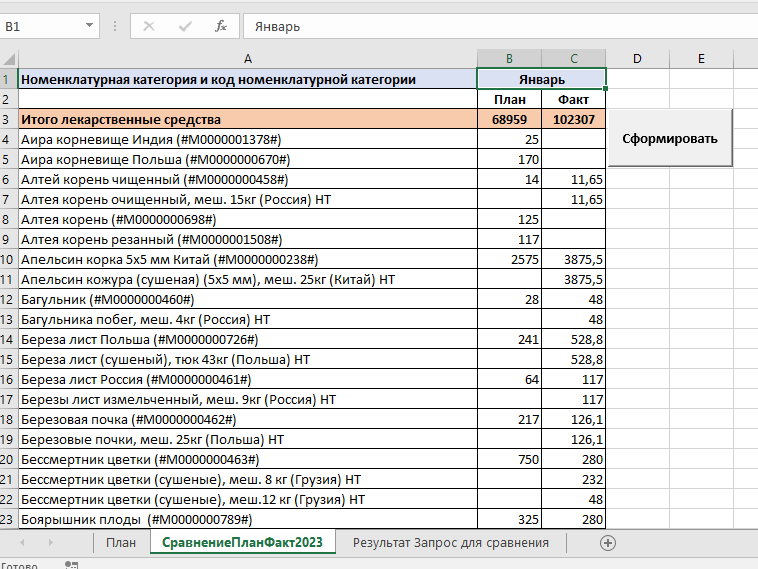 B1 fx Январь
A B C D E
1 Номенклатурная категория и код номенклатурной категории Январь
2 План Факт
3 Итого лекарственные средства 68959 102307
Сформировать
4 Аира корневище Индия (#М0000001378#) 25
5 Аира корневище Польша (#М0000000670#) 170
6 Алтей корень чищенный (#М0000000458#) 14 11,65
7 Алтея корень очищенный, меш. 15кг (Россия) НТ 11,65
8 Алтея корень (#М0000000698#) 125
9 Алтея корень резанный (#М0000001508#) 117
10 Апельсин корка 5х5 мм Китай (#М0000000238#) 2575 3875,5
11 Апельсин кожура (сушеная) (5х5 мм), меш. 25кг (Китай) НТ 3875,5
12 Багульник (#М0000000460#) 28 48
13 Багульника побег, меш. 4кг (Россия) НТ 48
14 Береза лист Польша (#М0000000726#) 241 528,8
15 Береза лист (сушеный), тюк 43кг (Польша) НТ 528,8
16 Береза лист Россия (#М0000000461#) 64 117
17 Березы лист измельченный, меш. 9кг (Россия) НТ 117
18 Березовая почка (#М0000000462#) 217 126,1
19 Березовые почки, меш. 25кг (Польша) НТ 126,1
20 Бессмертник цветки (#М0000000463#) 750 280
21 Бессмертник цветки (сушеные), меш. 8 кг (Грузия) НТ 232
22 Бессмертник цветки (сушеные), меш.12 кг (Грузия) НТ 48
23 Боярышник плоды (#М0000000789#) 325 280
План СравнениеПланФакт2023 Результат Запрос для сравнения
Готово